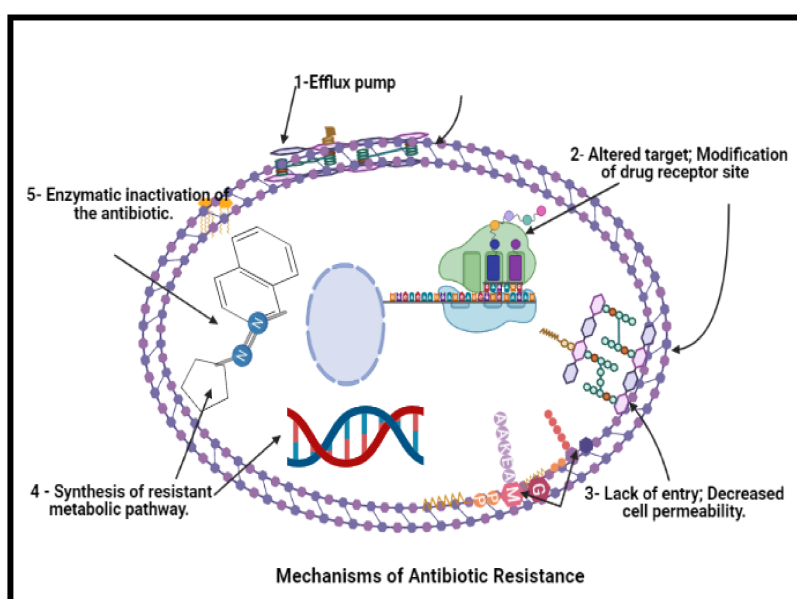 1-Efflux pump
2- Altered target; Modification
of drug receptor site
5- Enzymatic inactivation of
the antibiotic.
N
N
A
A
K
E
A
M
G
P
P
4 - Synthesis of resistant
metabolic pathway.
3- Lack of entry; Decreased
cell permeability.
Mechanisms of Antibiotic Resistance